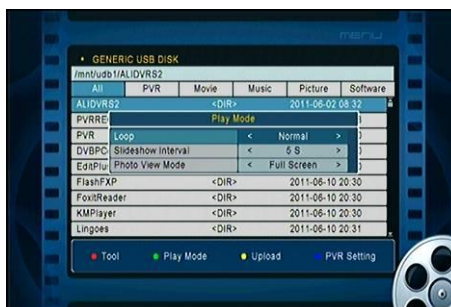 menu
GENERIC USB DISK
/mnt/udb1/ALIDVRS2
All PVR Movie Music Picture Software
ALIDVRS2 <DIR> 2011-06-02 08:32
PVRRE
Play Mode
PVR
Loop < Normal >
DVBPC
Slideshow Interval < 5 S >
EditPlu
Photo View Mode < Full Screen >
FlashFXP <DIR> 2011-06-10 20:30
FoxitReader <DIR> 2011-06-10 20:30
KMPlayer <DIR> 2011-06-10 20:30
Lingoes <DIR> 2011-06-10 20:31
Tool Play Mode Upload PVR Setting